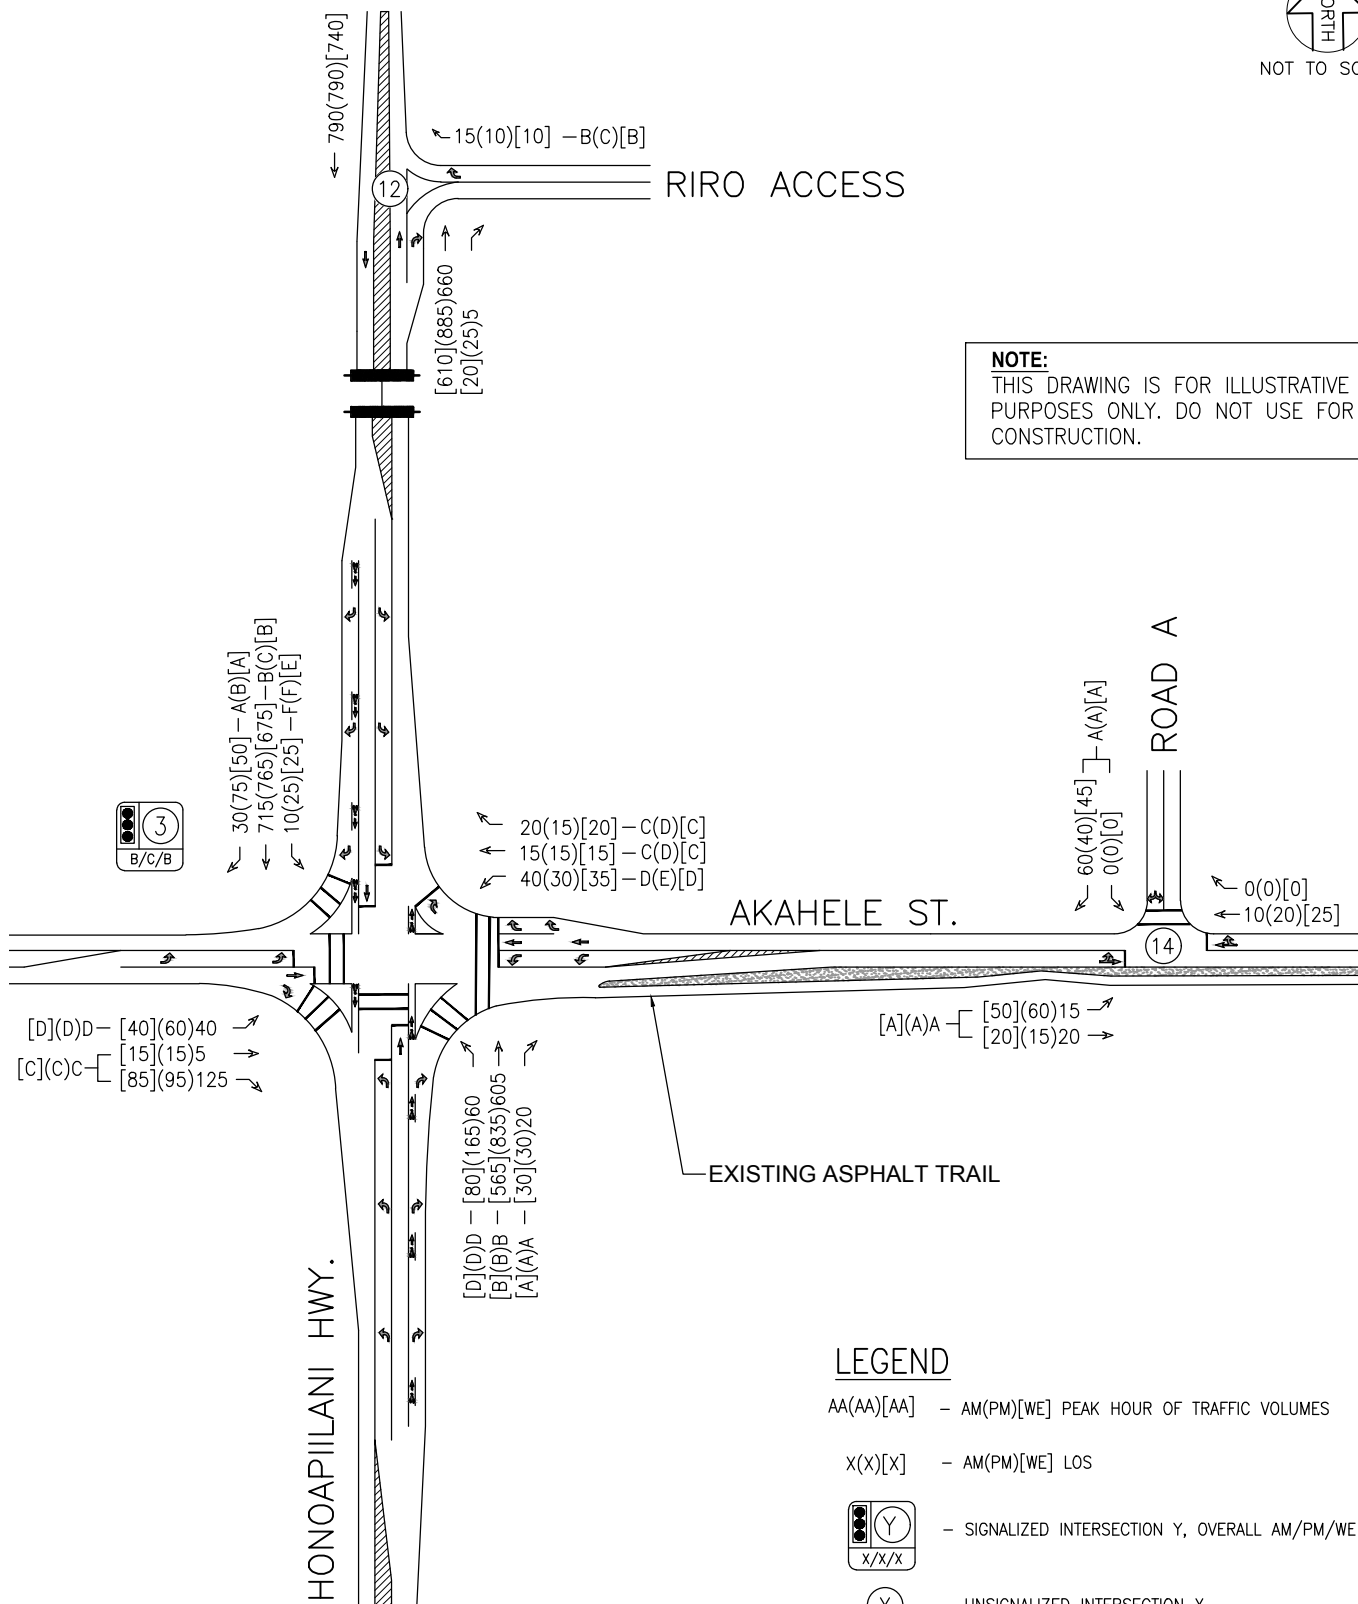 NORTH
NOT TO SC
790(790)[740]
15(10)[10] – B(C)[B]
12
RIRO ACCESS
[610](885)660
[20](25)5
NOTE:
THIS DRAWING IS FOR ILLUSTRATIVE
PURPOSES ONLY. DO NOT USE FOR
CONSTRUCTION.
30(75)[50] – A(B)[A]
715(765)[675] – B(C)[B]
10(25)[25] – F(F)[E]
3
B/C/B
20(15)[20] – C(D)[C]
15(15)[15] – C(D)[C]
40(30)[35] – D(E)[D]
AKAHELE ST.
ROAD A
60(40)[45]
0(0)[0]
A(A)[A]
0(0)[0]
10(20)[25]
14
[D](D)D – [40](60)40
[C](C)C
[15](15)5
[85](95)125
[A](A)A
[50](60)15
[20](15)20
[D](D)D – [80](165)60
[B](B)B – [565](835)605
[A](A)A – [30](30)20
EXISTING ASPHALT TRAIL
HONOAPIILANI HWY.
LEGEND
AA(AA)[AA] – AM(PM)[WE] PEAK HOUR OF TRAFFIC VOLUMES
X(X)[X] – AM(PM)[WE] LOS
Y
X/X/X
– SIGNALIZED INTERSECTION Y, OVERALL AM/PM/WE
Y
UNSIGNALIZED INTERSECTION Y